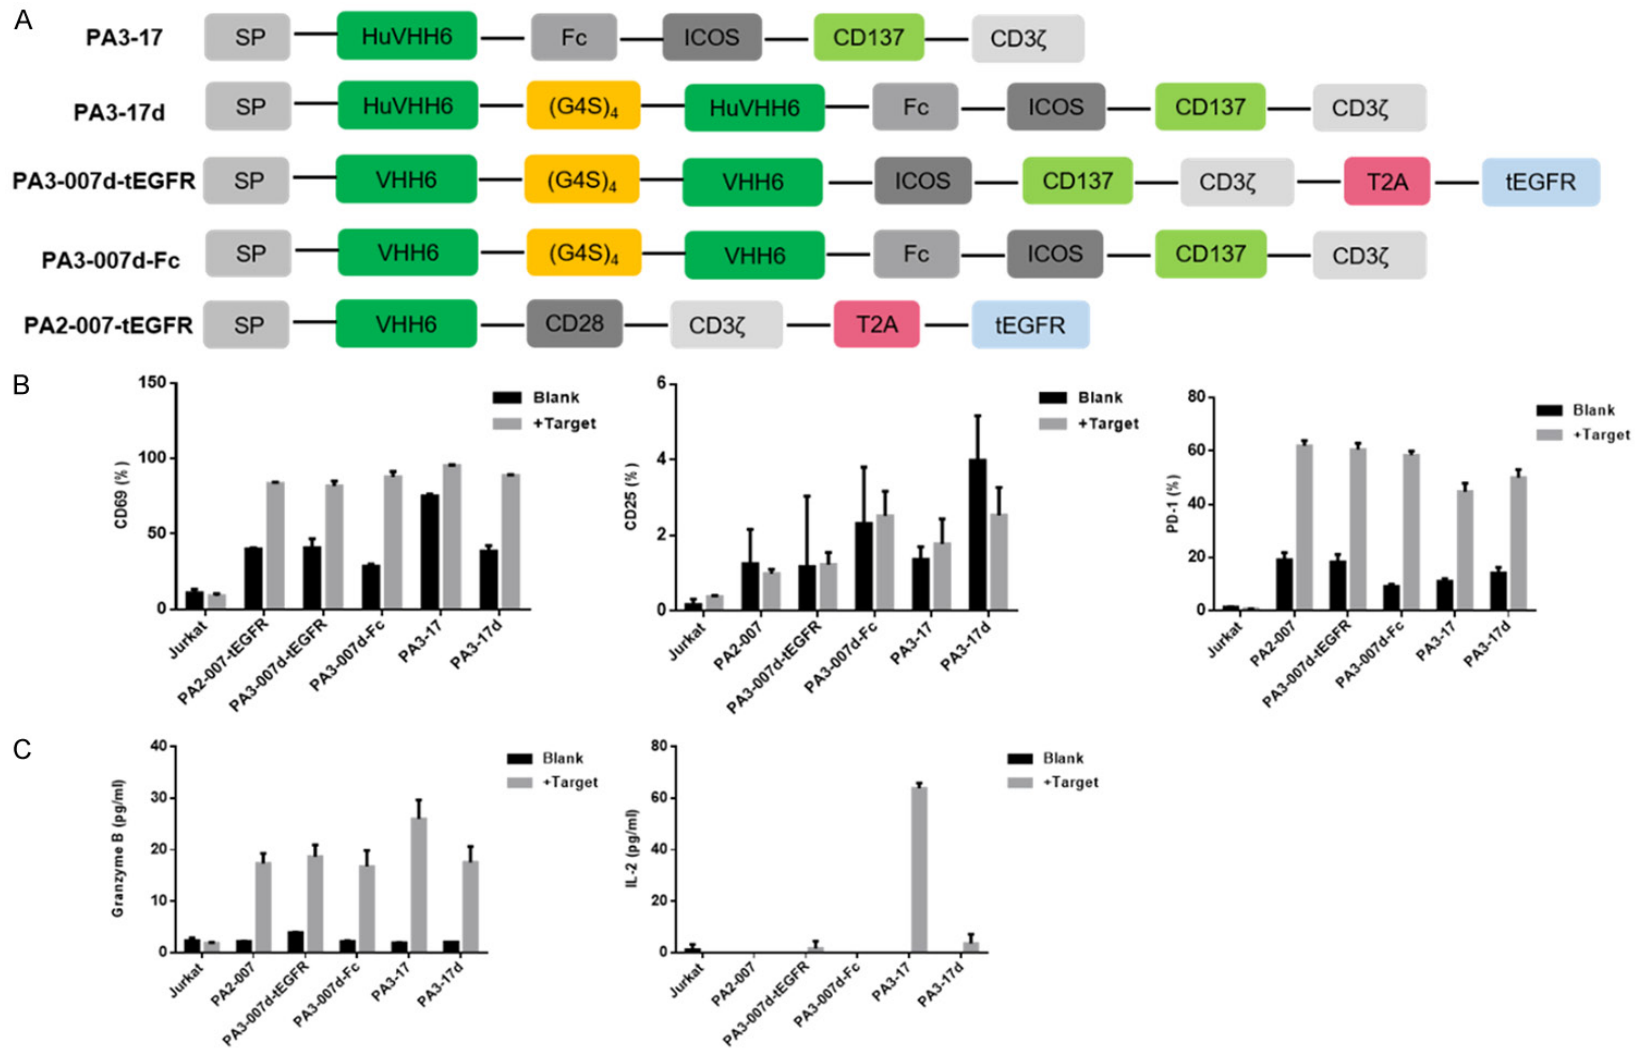 A
PA3-17 SP HuVHH6 Fc ICOS CD137 CD3ζ
PA3-17d SP HuVHH6 (G4S)4 HuVHH6 Fc ICOS CD137 CD3ζ
PA3-007d-tEGFR SP VHH6 (G4S)4 VHH6 ICOS CD137 CD3ζ T2A tEGFR
PA3-007d-Fc SP VHH6 (G4S)4 VHH6 Fc ICOS CD137 CD3ζ
PA2-007-tEGFR SP VHH6 CD28 CD3ζ T2A tEGFR
B
CD69 (%)
150
100
50
0
Blank
+Target
Jurkat
PA2-007-tEGFR
PA3-007d-tEGFR
PA3-007d-Fc
PA3-17
PA3-17d
CD25 (%)
6
4
2
0
Blank
+Target
Jurkat
PA2-007
PA3-007d-tEGFR
PA3-007d-Fc
PA3-17
PA3-17d
PD-1 (%)
80
60
40
20
0
Blank
+Target
Jurkat
PA2-007
PA3-007d-tEGFR
PA3-007d-Fc
PA3-17
PA3-17d
C
Granzyme B (pg/ml)
40
30
20
10
0
Blank
+Target
Jurkat
PA2-007
PA3-007d-tEGFR
PA3-007d-Fc
PA3-17
PA3-17d
IL-2 (pg/ml)
80
60
40
20
0
Blank
+Target
Jurkat
PA2-007
PA3-007d-tEGFR
PA3-007d-Fc
PA3-17
PA3-17d